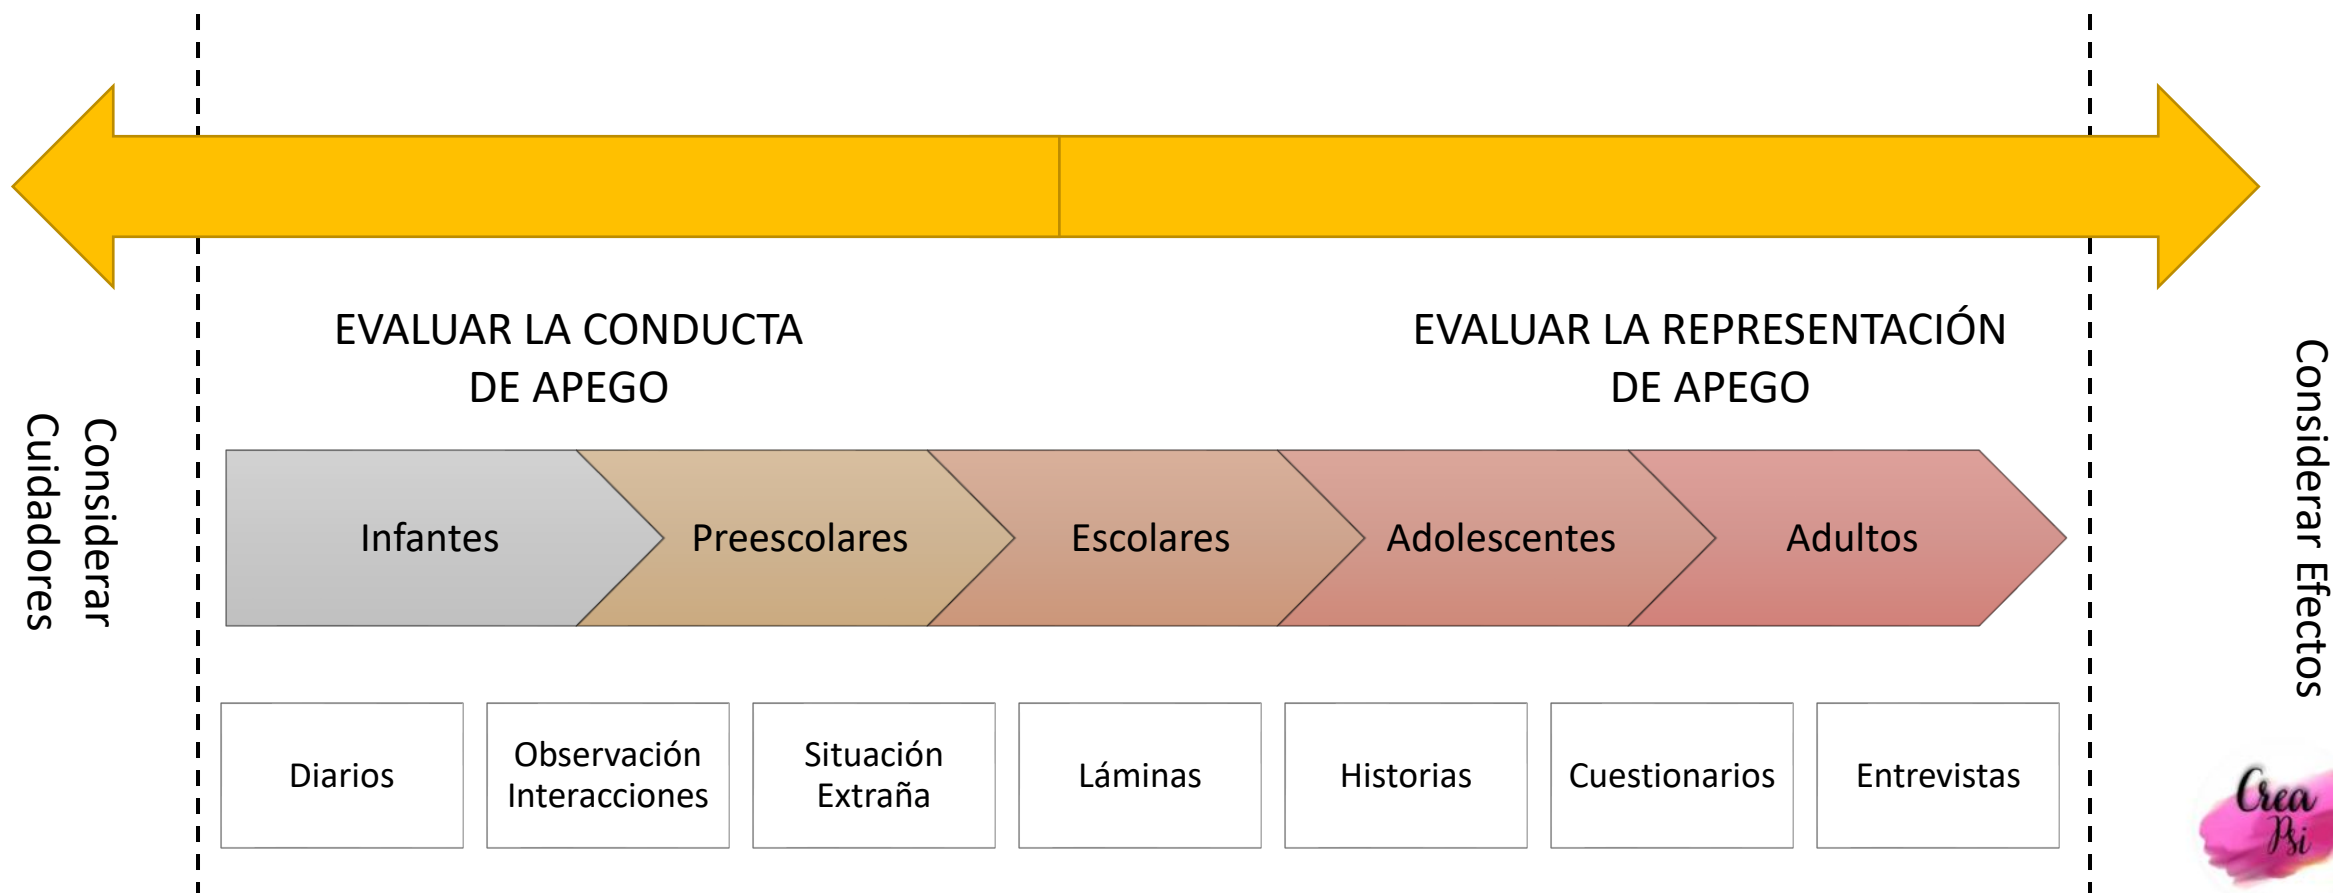 EVALUAR LA CONDUCTA
DE APEGO
EVALUAR LA REPRESENTACIÓN
DE APEGO
Considerar
Cuidadores
Infantes
Preescolares
Escolares
Adolescentes
Adultos
Considerar Efectos
Diarios
Observación
Interacciones
Situación
Extraña
Láminas
Historias
Cuestionarios
Entrevistas
Crea
Psi